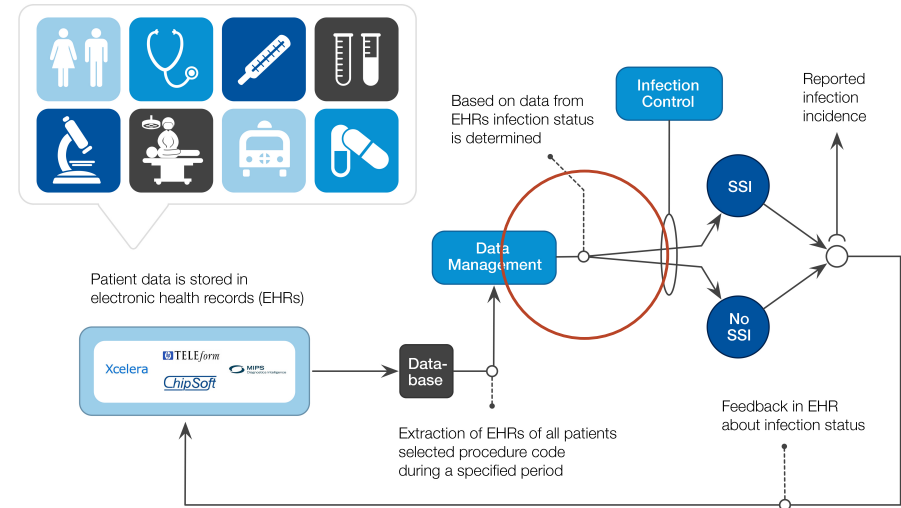 Patient data is stored in
electronic health records (EHRs)
Xcelera
TELEform
MIPS
Diagnostics Intelligence
ChipSoft
Data-
base
Extraction of EHRs of all patients
selected procedure code
during a specified period
Data
Management
Based on data from
EHRs infection status
is determined
Infection
Control
SSI
No
SSI
Reported
infection
incidence
Feedback in EHR
about infection status